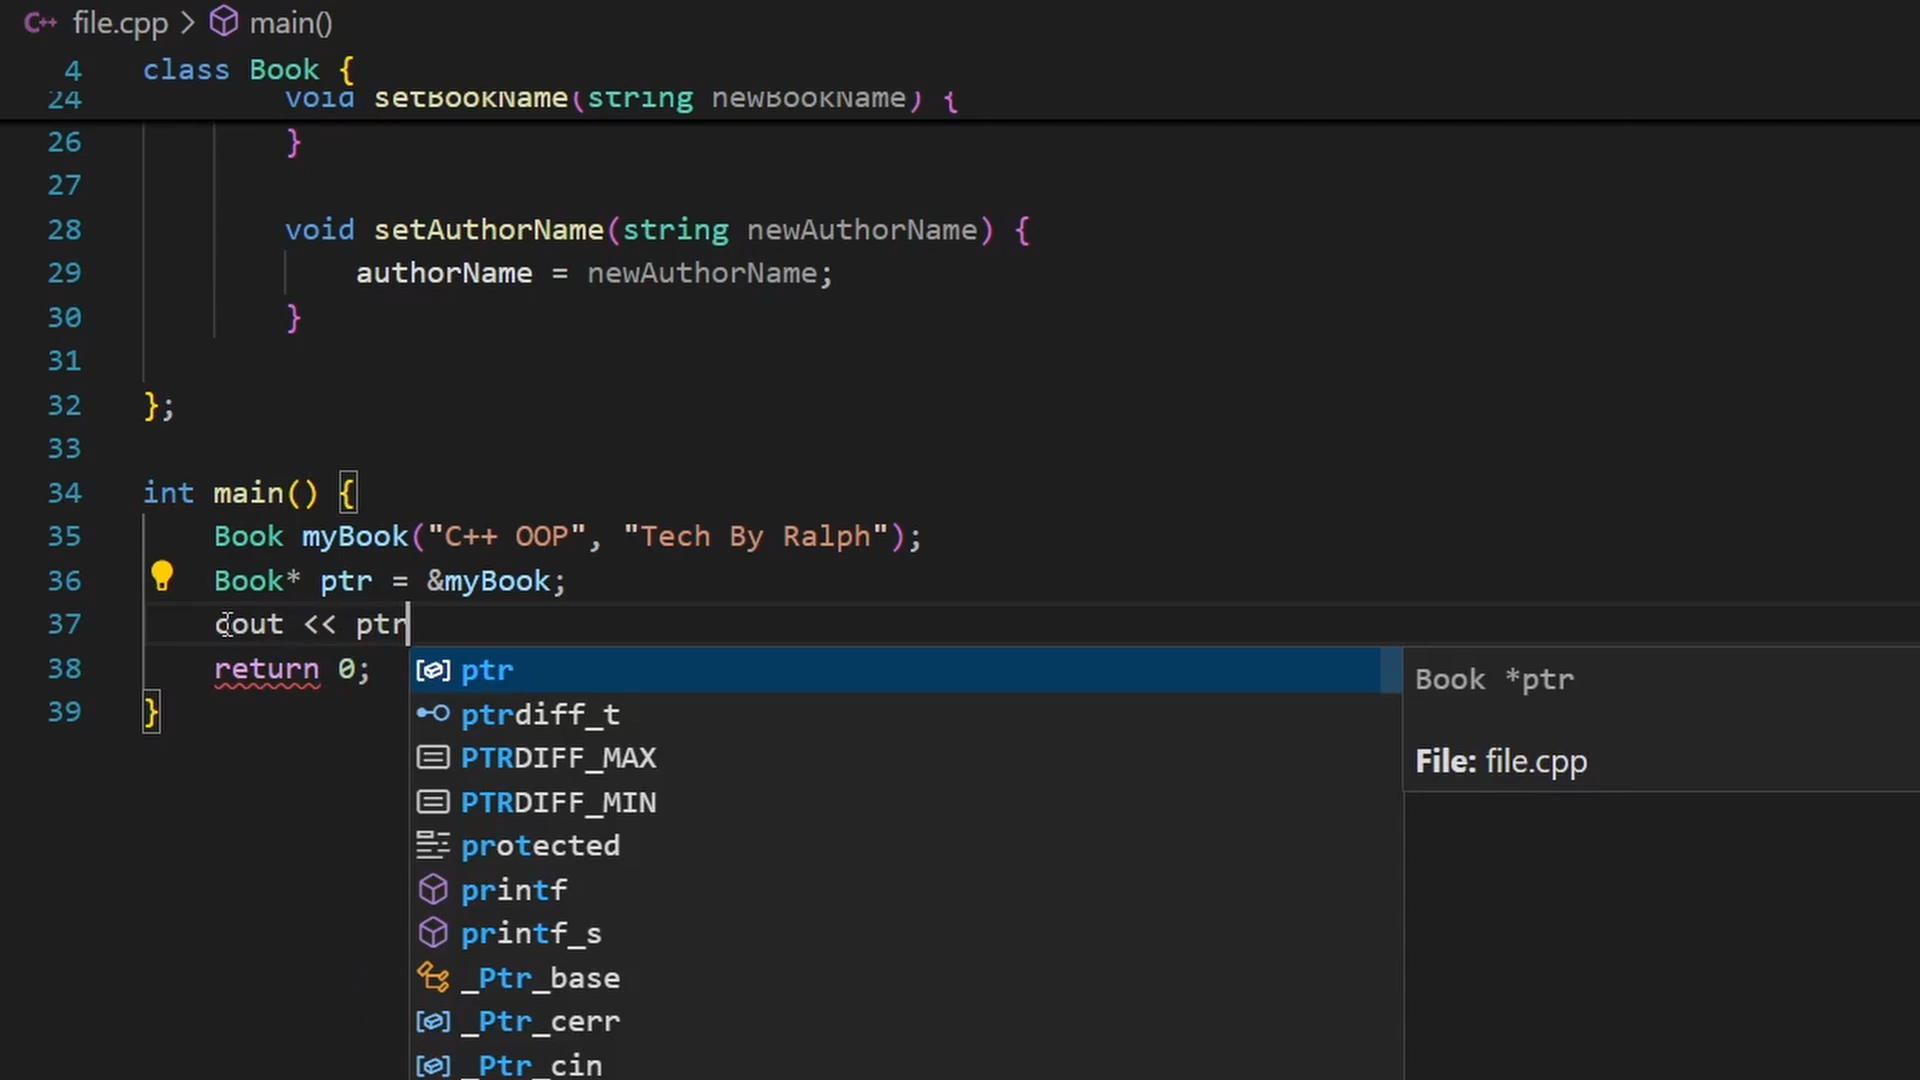 C++ file.cpp > main()
4 class Book {
24 void setBookName(string newBookName) {
26 }
27
28 void setAuthorName(string newAuthorName) {
29 authorName = newAuthorName;
30 }
31
32 };
33
34 int main() {
35 Book myBook("C++ OOP", "Tech By Ralph");
36 Book* ptr = &myBook;
37 cout << ptr
38 return 0;
39 }
ptr
ptrdiff_t
PTRDIFF_MAX
PTRDIFF_MIN
protected
printf
printf_s
_Ptr_base
_Ptr_cerr
_Ptr_cin
Book *ptr
File: file.cpp